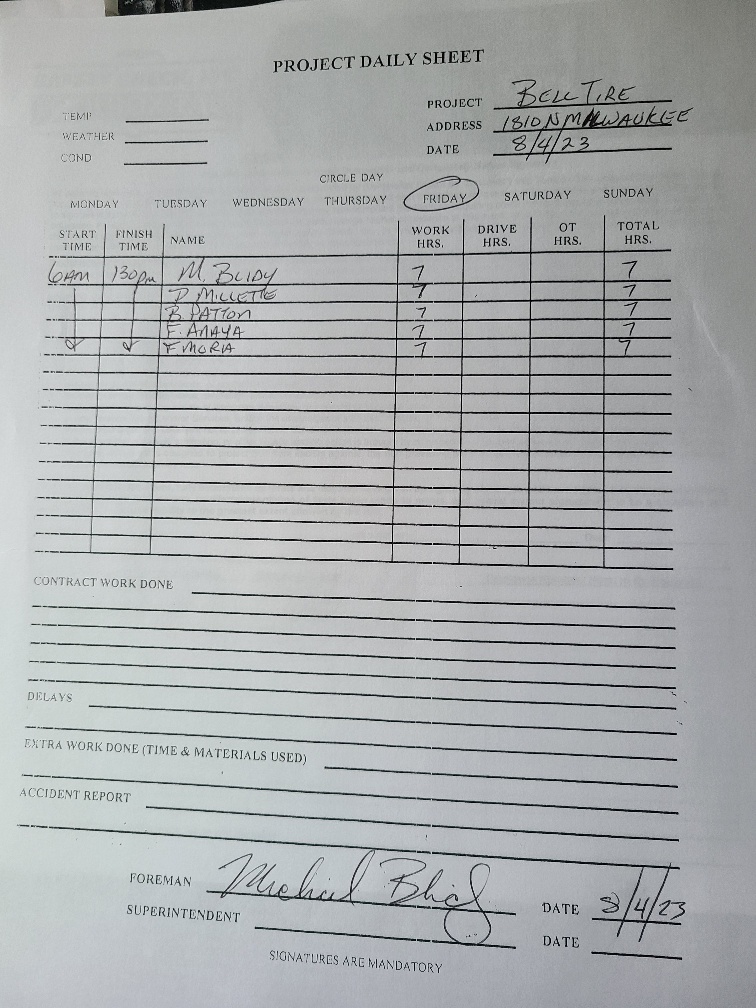 PROJECT DAILY SHEET
PROJECT BELL TIRE
TEMP
ADDRESS 1810 N MILWAUKEE
WEATHER
DATE 8/4/23
COND
CIRCLE DAY
MONDAY TUESDAY WEDNESDAY THURSDAY FRIDAY SATURDAY SUNDAY
START TIME FINISH TIME NAME WORK HRS. DRIVE HRS. OT HRS. TOTAL HRS.
6AM 130pm M. BLIDY 7 7
D. MILLETTE 7 7
B. PATTON 7 7
F. ANAYA 7 7
F. MORIA 7 7
CONTRACT WORK DONE
DELAYS
EXTRA WORK DONE (TIME & MATERIALS USED)
ACCIDENT REPORT
FOREMAN Michael DATE 8/4/23
SUPERINTENDENT DATE
SIGNATURES ARE MANDATORY